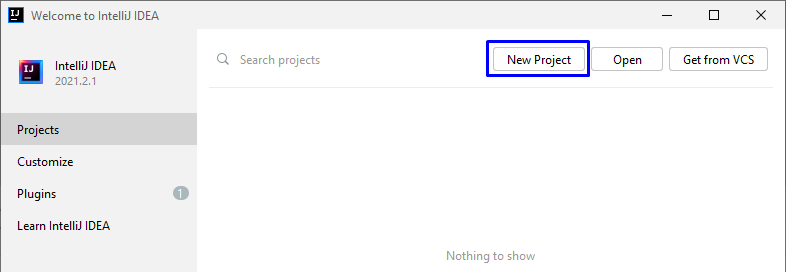 IJ Welcome to IntelliJ IDEA
IJ
IntelliJ IDEA
2021.2.1
Search projects
New Project
Open
Get from VCS
Projects
Customize
Plugins 1
Learn IntelliJ IDEA
Nothing to show